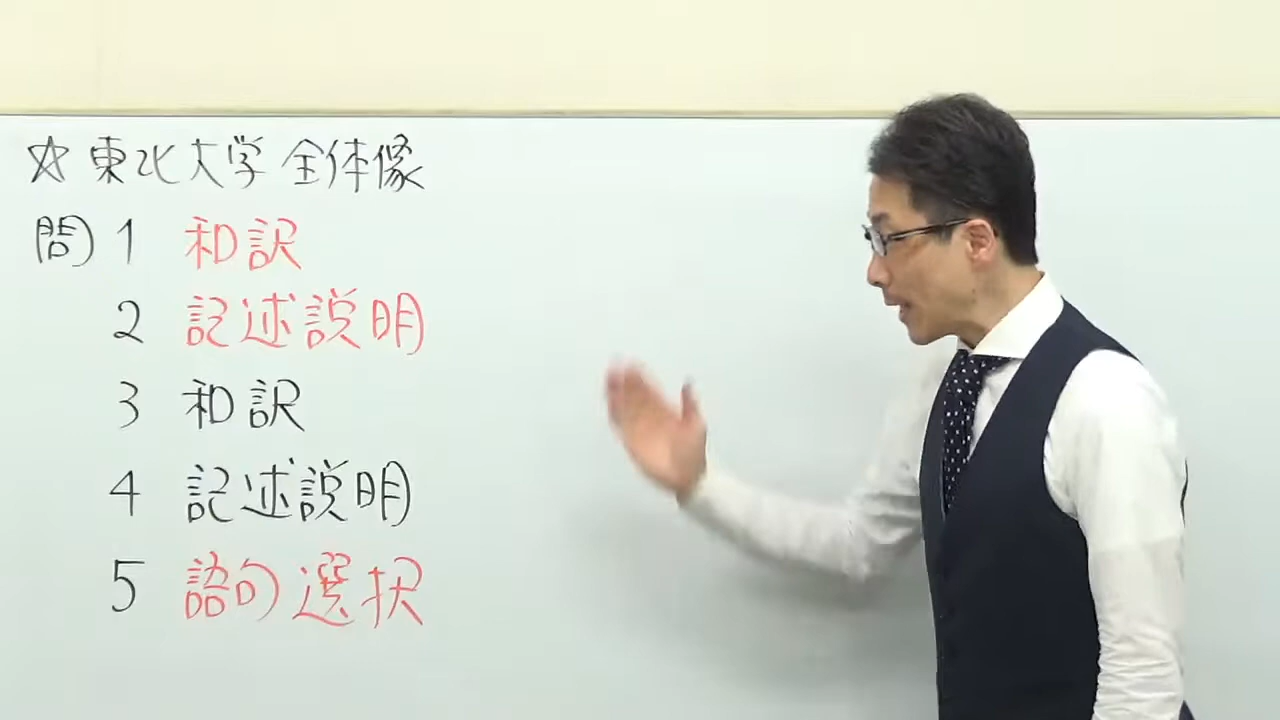 ☆東北大学 全体像
問1 和訳
2 記述説明
3 和訳
4 記述説明
5 語句選択